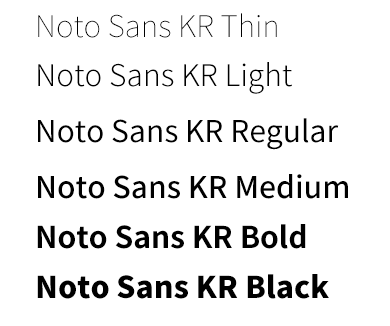 Noto Sans KR Thin
Noto Sans KR Light
Noto Sans KR Regular
Noto Sans KR Medium
Noto Sans KR Bold
Noto Sans KR Black